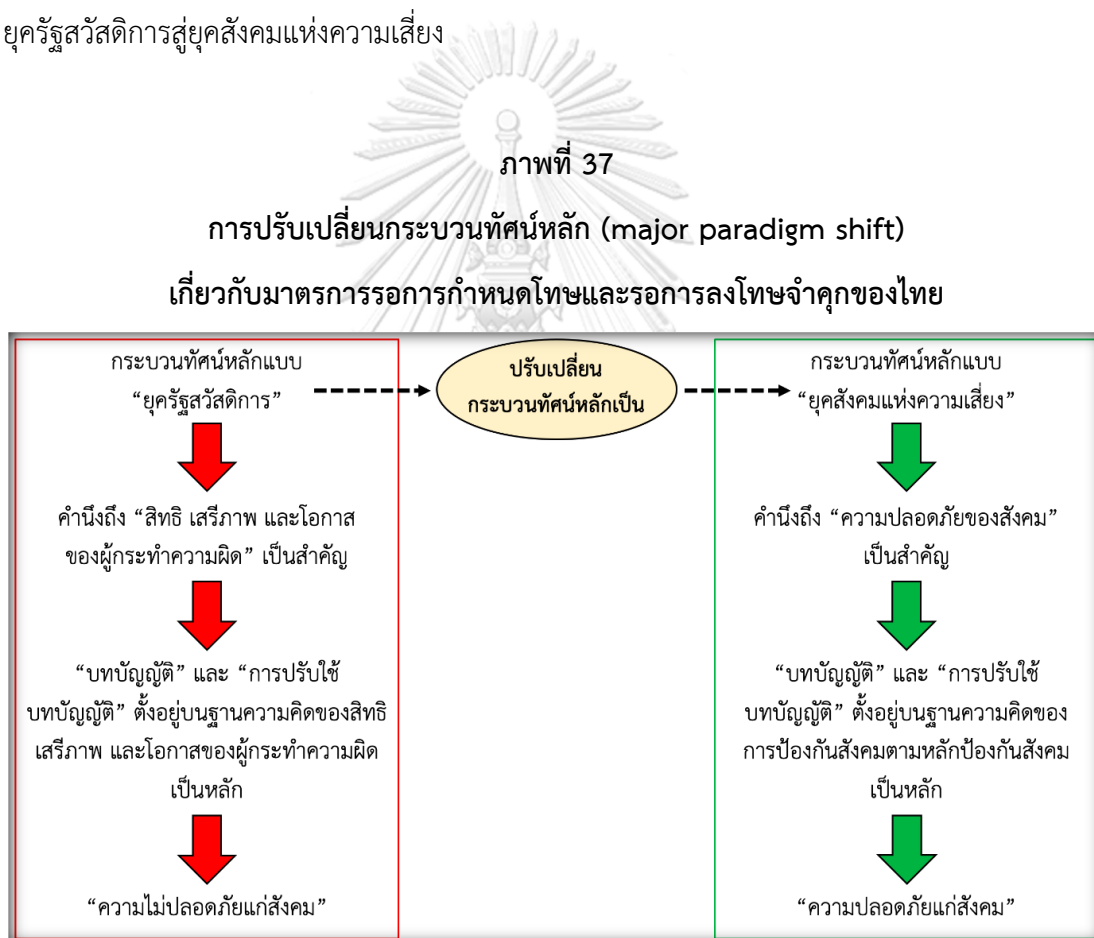 ยุครัฐสวัสดิการสู่ยุคสังคมแห่งความเสี่ยง
ภาพที่ 37
การปรับเปลี่ยนกระบวนทัศน์หลัก (major paradigm shift)
เกี่ยวกับมาตรการรอการกำหนดโทษและรอการลงโทษจำคุกของไทย
กระบวนทัศน์หลักแบบ
“ยุครัฐสวัสดิการ”
คำนึงถึง “สิทธิ เสรีภาพ และโอกาส
ของผู้กระทำความผิด” เป็นสำคัญ
“บทบัญญัติ” และ “การปรับใช้
บทบัญญัติ” ตั้งอยู่บนฐานความคิดของสิทธิ
เสรีภาพ และโอกาสของผู้กระทำความผิด
เป็นหลัก
“ความไม่ปลอดภัยแก่สังคม”
ปรับเปลี่ยน
กระบวนทัศน์หลักเป็น
กระบวนทัศน์หลักแบบ
“ยุคสังคมแห่งความเสี่ยง”
คำนึงถึง “ความปลอดภัยของสังคม”
เป็นสำคัญ
“บทบัญญัติ” และ “การปรับใช้
บทบัญญัติ” ตั้งอยู่บนฐานความคิดของ
การป้องกันสังคมตามหลักป้องกันสังคม
เป็นหลัก
“ความปลอดภัยแก่สังคม”